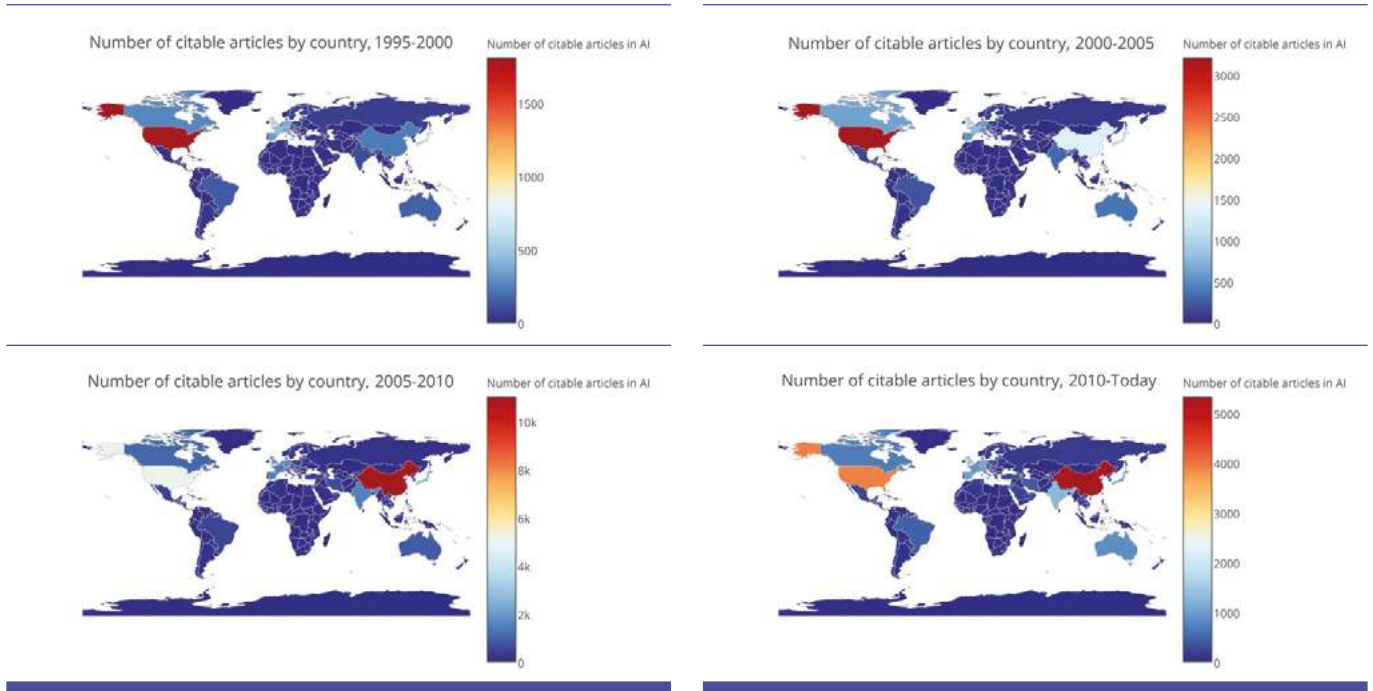 Number of citable articles by country, 1995-2000
Number of citable articles in AI
1500
1000
500
0
Number of citable articles by country, 2000-2005
Number of citable articles in AI
3000
2500
2000
1500
1000
500
0
Number of citable articles by country, 2005-2010
Number of citable articles in AI
10k
8k
6k
4k
2k
0
Number of citable articles by country, 2010-Today
Number of citable articles in AI
5000
4000
3000
2000
1000
0